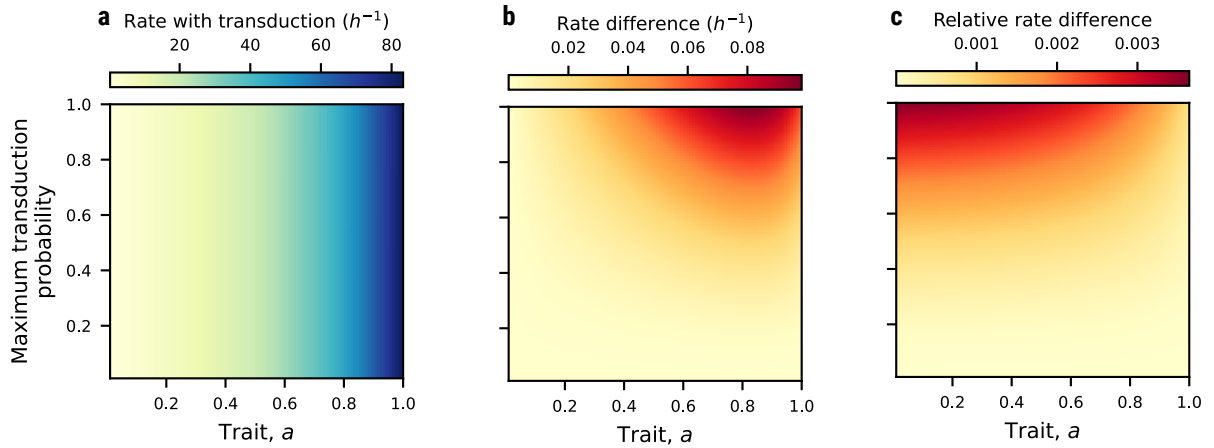 a Rate with transduction (h⁻¹)
20 40 60 80
1.0
0.8
0.6
0.4
0.2
Maximum transduction
probability
0.2 0.4 0.6 0.8 1.0
Trait, a
b Rate difference (h⁻¹)
0.02 0.04 0.06 0.08
0.2 0.4 0.6 0.8 1.0
Trait, a
c Relative rate difference
0.001 0.002 0.003
0.2 0.4 0.6 0.8 1.0
Trait, a